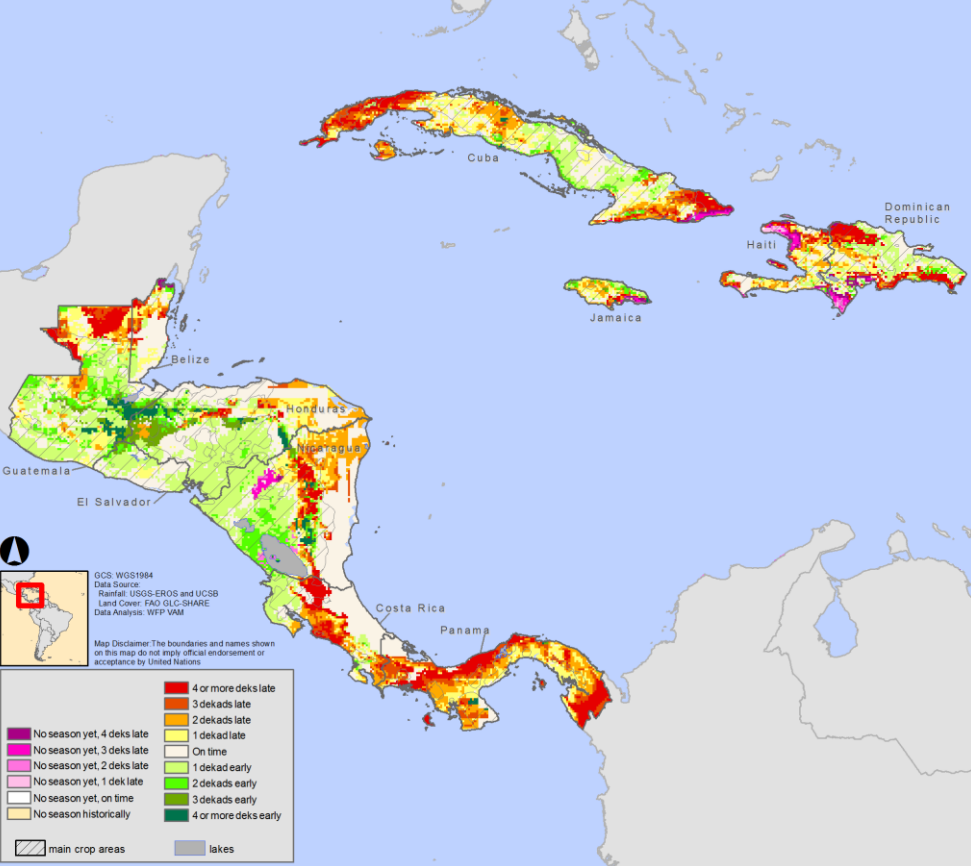 Cuba
Dominican
Republic
Haiti
Jamaica
Belize
Honduras
Nicaragua
Guatemala
El Salvador
Costa Rica
Panama
GCS: WGS1984
Data Source:
Rainfall: USGS-EROS and UCSB
Land Cover: FAO GLC-SHARE
Data Analysis: WFP VAM
Map Disclaimer:The boundaries and names shown
on this map do not imply official endorsement or
acceptance by United Nations
No season yet, 4 deks late
No season yet, 3 deks late
No season yet, 2 deks late
No season yet, 1 dek late
No season yet, on time
No season historically
4 or more deks late
3 dekads late
2 dekads late
1 dekad late
On time
1 dekad early
2 dekads early
3 dekads early
4 or more deks early
main crop areas
lakes